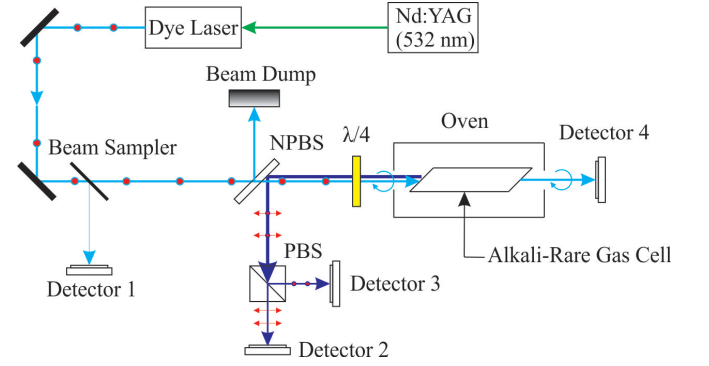 Dye Laser
Nd:YAG
(532 nm)
Beam Dump
Beam Sampler
NPBS
λ/4
Oven
Detector 4
PBS
Alkali-Rare Gas Cell
Detector 1
Detector 3
Detector 2